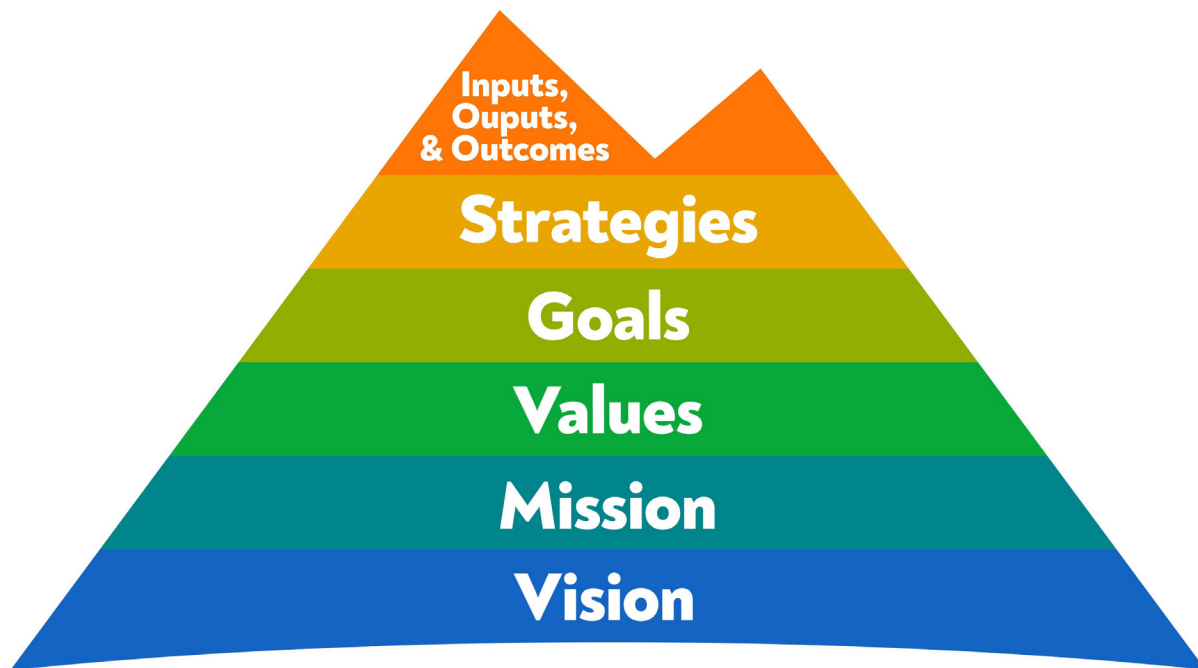 Inputs,
Ouputs,
& Outcomes
Strategies
Goals
Values
Mission
Vision